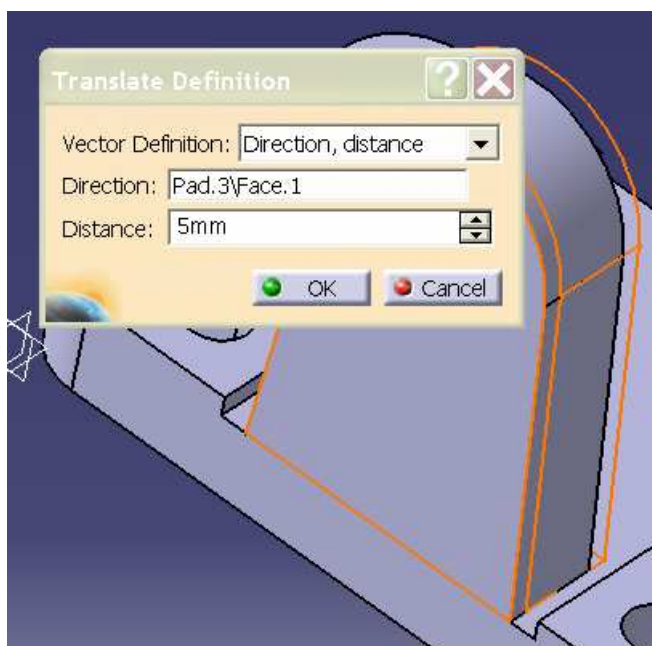 Translate Definition
Vector Definition: Direction, distance
Direction: Pad.3\Face.1
Distance: 5mm
OK Cancel